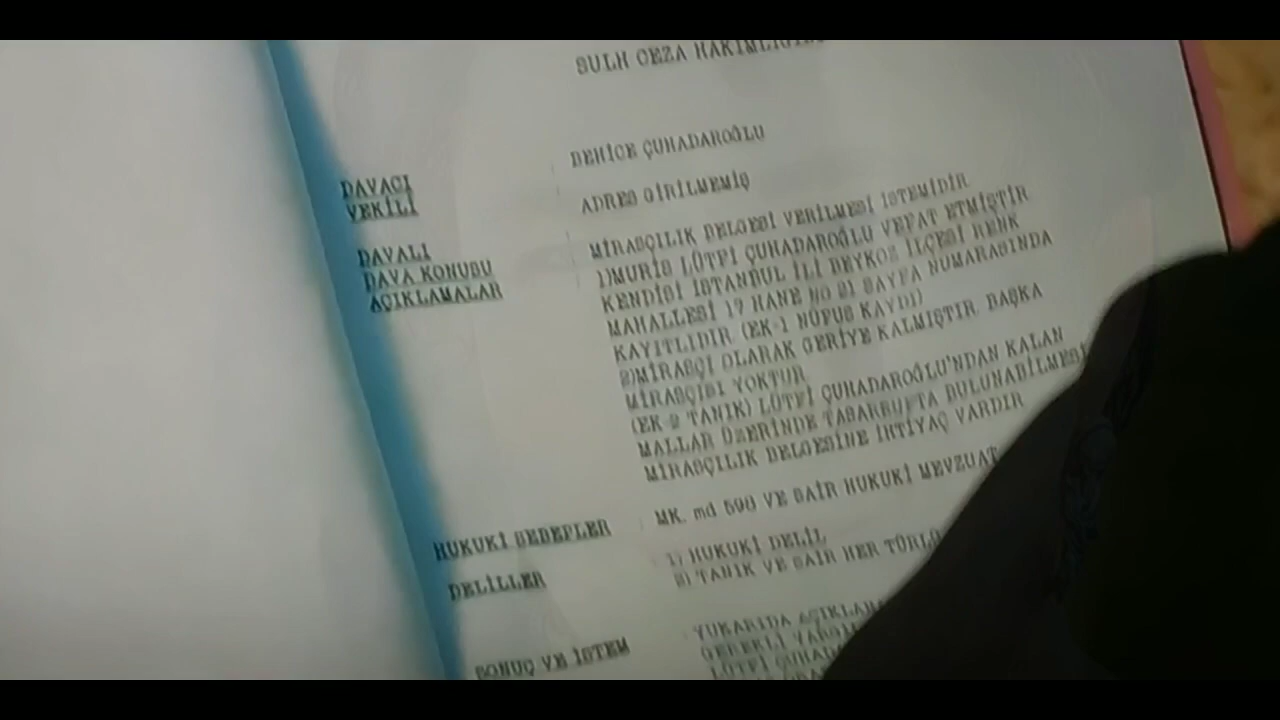 SULH CEZA HAKİMLİĞİ
BEHİCE ÇUHADAROĞLU
DAVACI
VEKİLİ ADRES GİRİLMEMİŞ
DAVALI
DAVA KONUSU MİRASÇILIK BELGESİ VERİLMESİ İSTEMİDİR
AÇIKLAMALAR 1)MURİS LÜTFİ ÇUHADAROĞLU VEFAT ETMİŞTİR
KENDİSİ İSTANBUL İLİ BEYKOZ İLÇESİ RENK
MAHALLESİ 17 HANE NO 21 SAYFA NUMARASINDA
KAYITLIDIR (EK-1 NÜFUS KAYDI)
2)MİRASÇI OLARAK GERİYE KALMIŞTIR. BAŞKA
MİRASÇISI YOKTUR
(EK-2 TANIK) LÜTFİ ÇUHADAROĞLU'NDAN KALAN
MALLAR ÜZERİNDE TASARRUFTA BULUNABİLMESİ
MİRASÇILIK BELGESİNE İHTİYAÇ VARDIR
HUKUKİ SEBEPLER MK. md 598 VE SAİR HUKUKİ MEVZUAT
DELİLLER 1) HUKUKİ DELİL
2) TANIK VE SAİR HER TÜRLÜ
SONUÇ VE İSTEM YUKARIDA
GEREKLİ
LÜTFİ